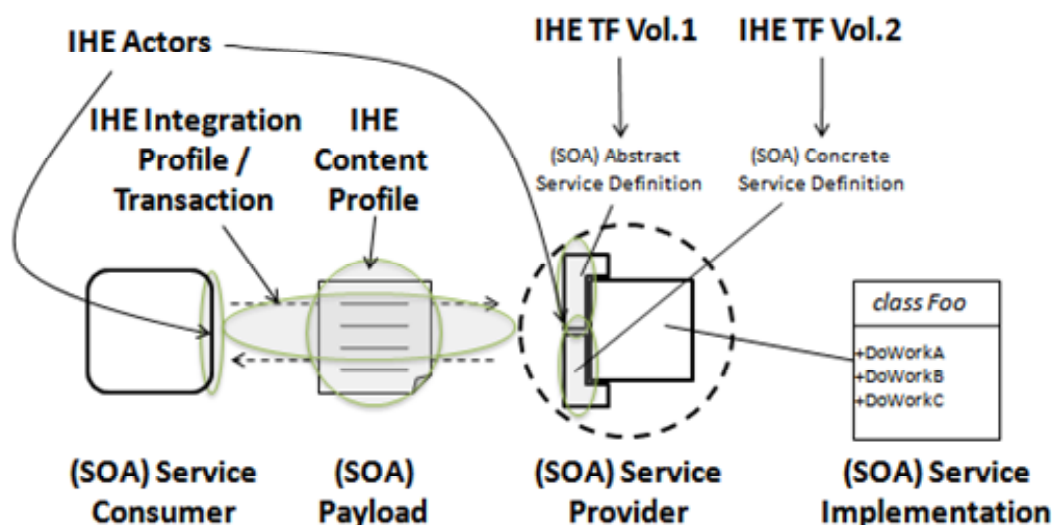 IHE Actors
IHE TF Vol.1
IHE TF Vol.2
IHE Integration
Profile /
Transaction
IHE
Content
Profile
(SOA) Abstract
Service Definition
(SOA) Concrete
Service Definition
class Foo
+DoWorkA
+DoWorkB
+DoWorkC
(SOA) Service
Consumer
(SOA)
Payload
(SOA) Service
Provider
(SOA) Service
Implementation